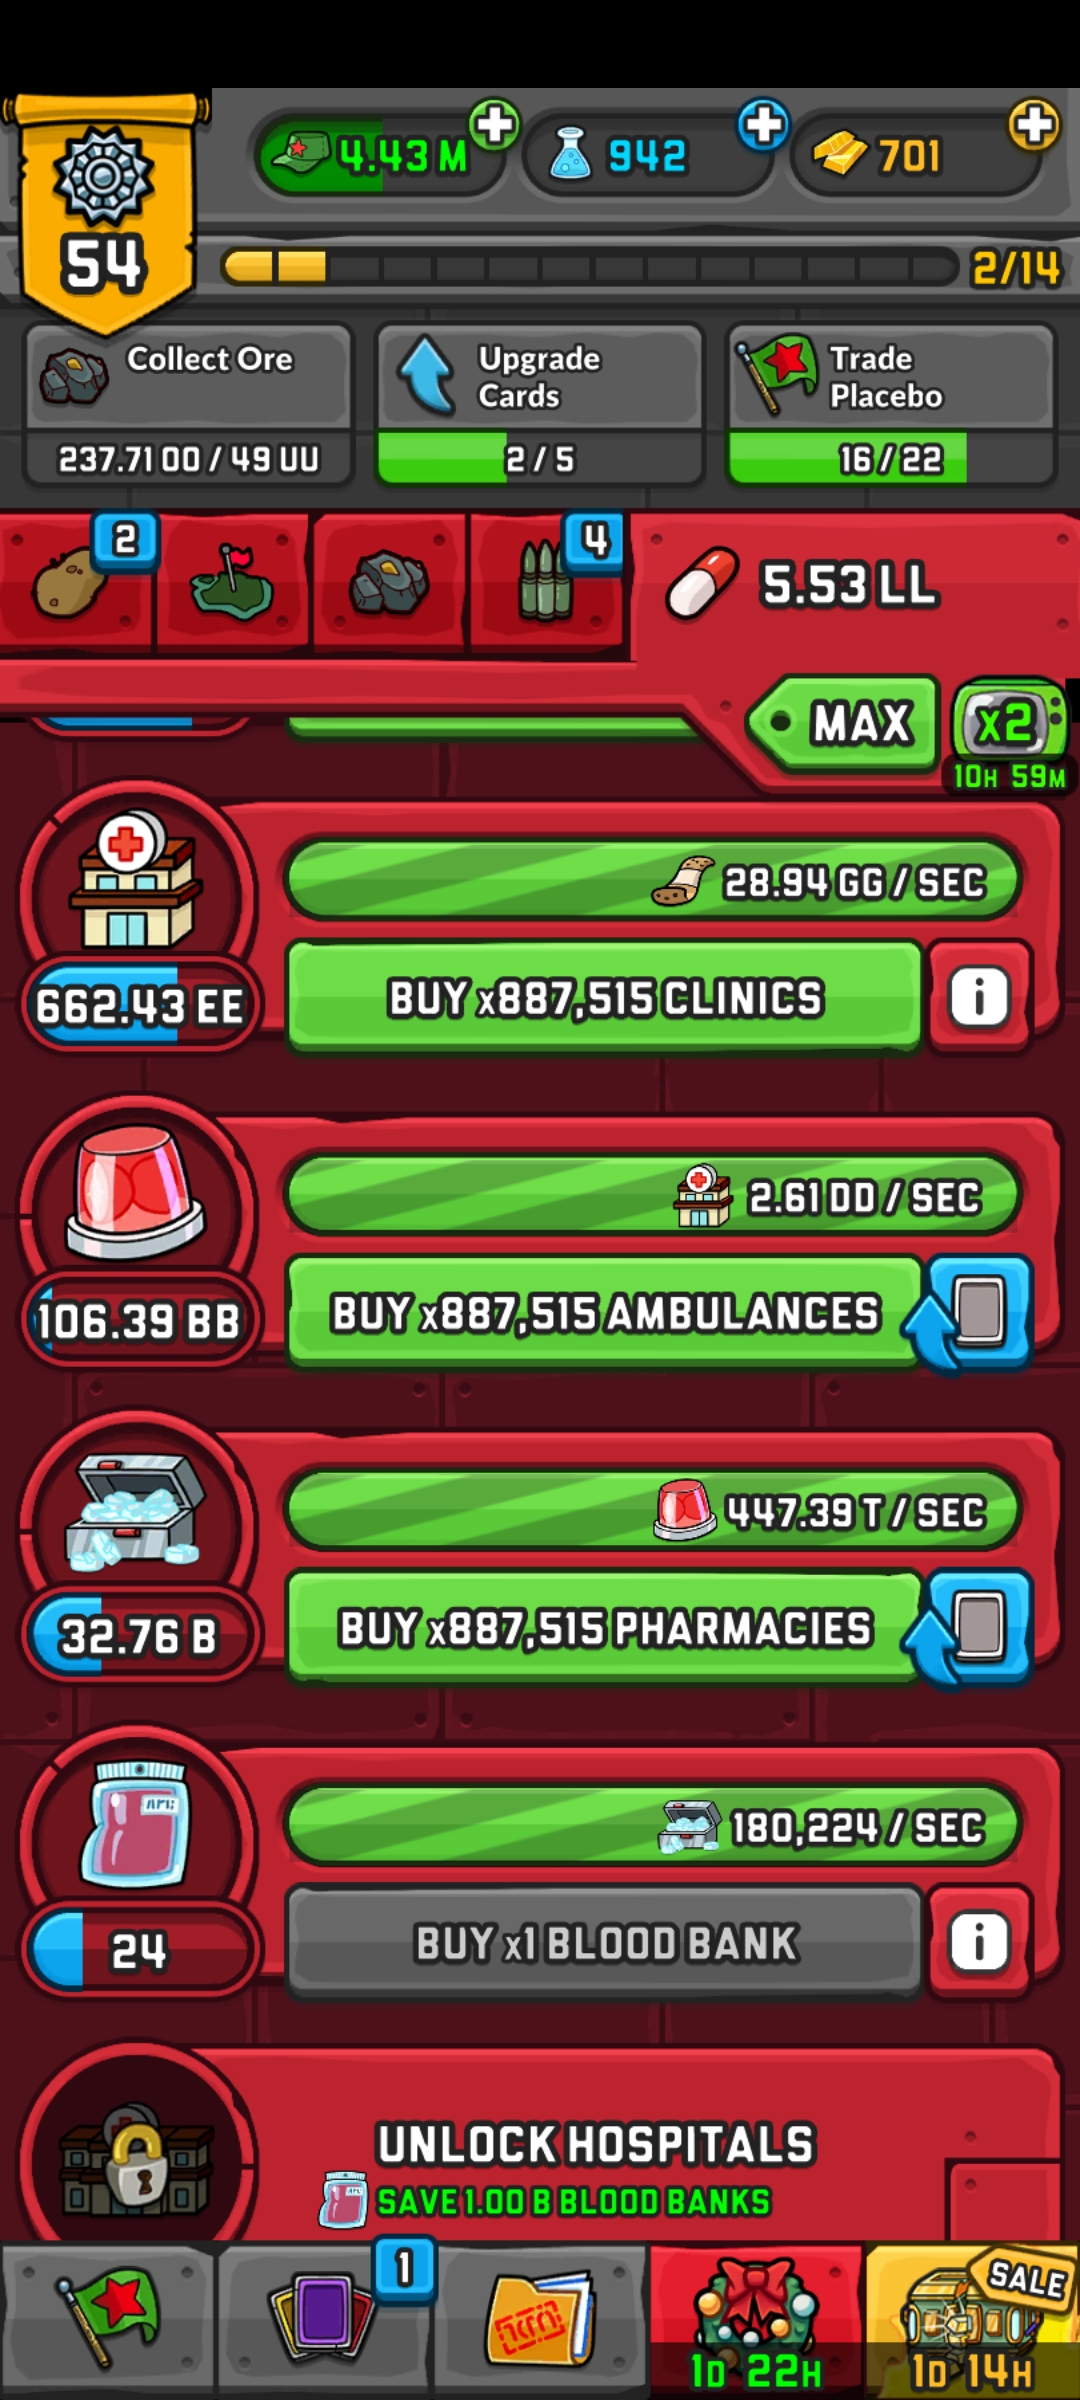 54
4.43 M
942
701
2/14
Collect Ore
237.71 OO / 49 UU
Upgrade
Cards
2 / 5
Trade
Placebo
16 / 22
2
4
5.53 LL
MAX
x2
10H 59M
28.94 GG / SEC
662.43 EE
BUY x887,515 CLINICS
i
2.61 DD / SEC
106.39 BB
BUY x887,515 AMBULANCES
447.39 T / SEC
32.76 B
BUY x887,515 PHARMACIES
180,224 / SEC
24
BUY x1 BLOOD BANK
i
UNLOCK HOSPITALS
SAVE 1.00 B BLOOD BANKS
1
SALE
1D 22H
1D 14H